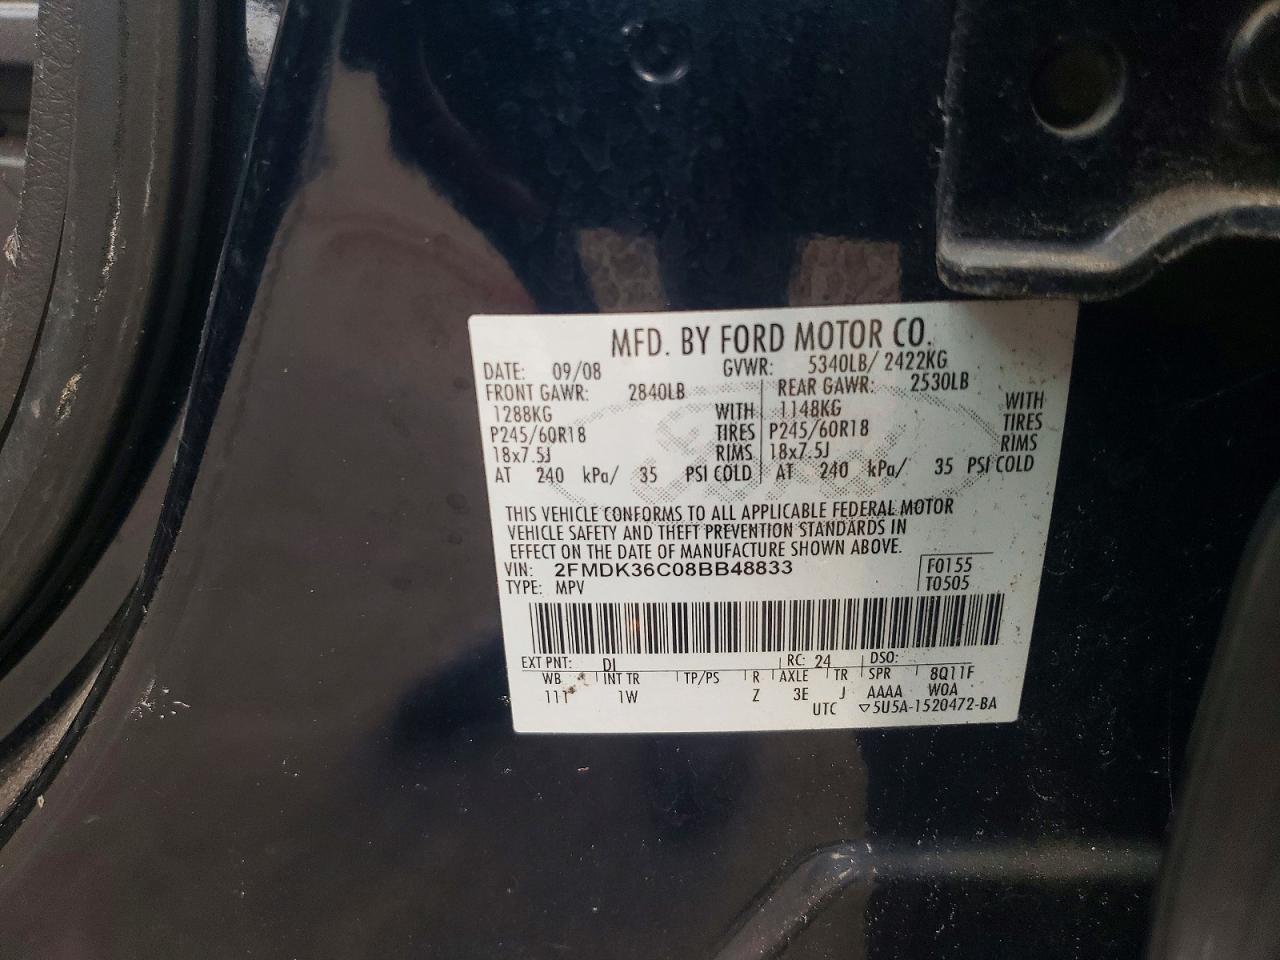 MFD. BY FORD MOTOR CO.
DATE: 09/08 GVWR: 5340LB/ 2422KG
FRONT GAWR: 2840LB REAR GAWR: 2530LB
1288KG WITH 1148KG WITH
P245/60R18 TIRES P245/60R18 TIRES
18x7.5J RIMS 18x7.5J RIMS
AT 240 kPa/ 35 PSI COLD AT 240 kPa/ 35 PSI COLD
THIS VEHICLE CONFORMS TO ALL APPLICABLE FEDERAL MOTOR
VEHICLE SAFETY AND THEFT PREVENTION STANDARDS IN
EFFECT ON THE DATE OF MANUFACTURE SHOWN ABOVE.
VIN: 2FMDK36C08BB48833 F0155
TYPE: MPV T0505
EXT PNT: DL RC: 24 DSO:
WB INT TR TP/PS R AXLE TR SPR 8Q11F
111 1W Z 3E J AAAA WOA
UTC ▽5U5A-1520472-BA